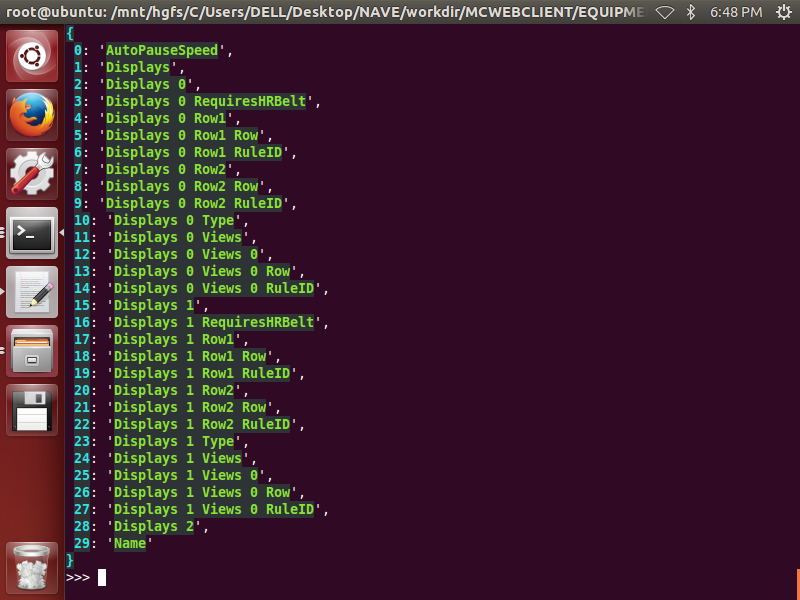 root@ubuntu: /mnt/hgfs/C/Users/DELL/Desktop/NAVE/workdir/MCWEBCLIENT/EQUIPME 6:48 PM
{
0: 'AutoPauseSpeed',
1: 'Displays',
2: 'Displays 0',
3: 'Displays 0 RequiresHRBelt',
4: 'Displays 0 Row1',
5: 'Displays 0 Row1 Row',
6: 'Displays 0 Row1 RuleID',
7: 'Displays 0 Row2',
8: 'Displays 0 Row2 Row',
9: 'Displays 0 Row2 RuleID',
10: 'Displays 0 Type',
11: 'Displays 0 Views',
12: 'Displays 0 Views 0',
13: 'Displays 0 Views 0 Row',
14: 'Displays 0 Views 0 RuleID',
15: 'Displays 1',
16: 'Displays 1 RequiresHRBelt',
17: 'Displays 1 Row1',
18: 'Displays 1 Row1 Row',
19: 'Displays 1 Row1 RuleID',
20: 'Displays 1 Row2',
21: 'Displays 1 Row2 Row',
22: 'Displays 1 Row2 RuleID',
23: 'Displays 1 Type',
24: 'Displays 1 Views',
25: 'Displays 1 Views 0',
26: 'Displays 1 Views 0 Row',
27: 'Displays 1 Views 0 RuleID',
28: 'Displays 2',
29: 'Name'
}
>>>